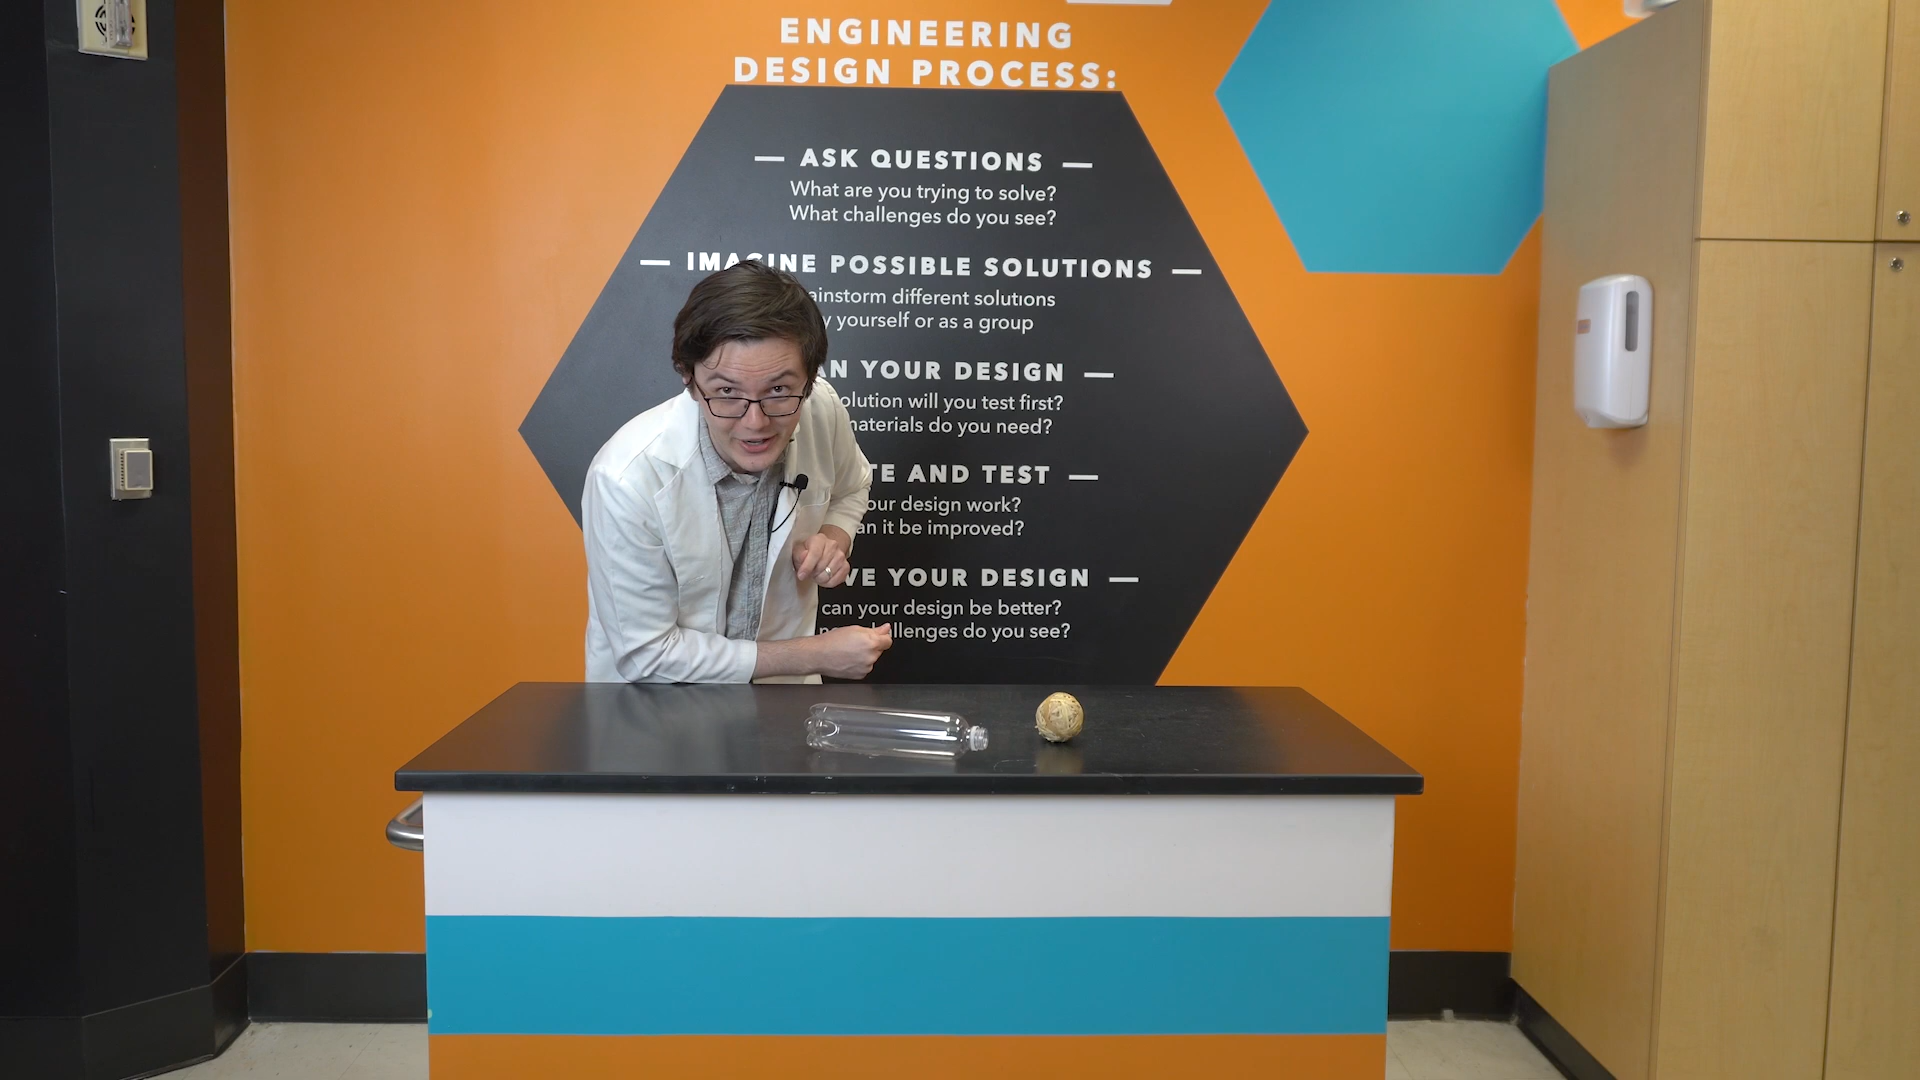 ENGINEERING
DESIGN PROCESS:
— ASK QUESTIONS —
What are you trying to solve?
What challenges do you see?
— IMAGINE POSSIBLE SOLUTIONS —
different solutions
yourself or as a group
YOUR DESIGN —
will you test first?
do you need?
AND TEST —
design work?
it be improved?
YOUR DESIGN —
can your design be better?
do you see?